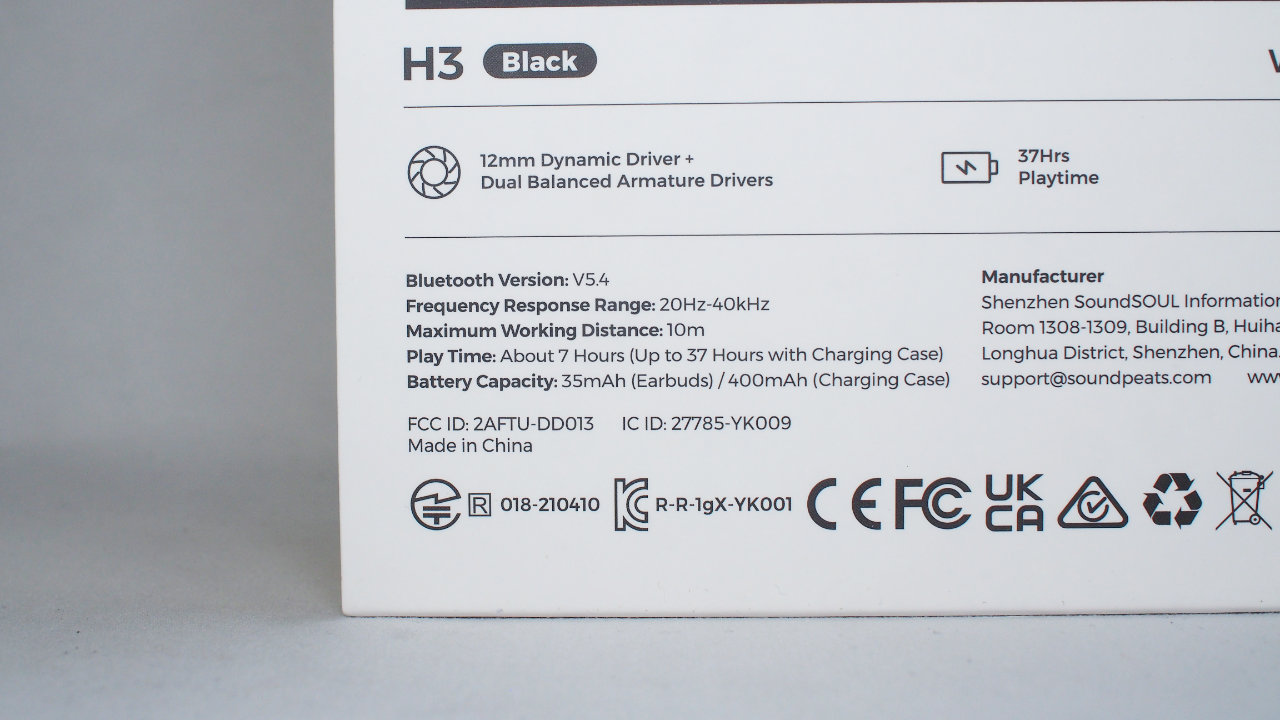 H3 Black
12mm Dynamic Driver +
Dual Balanced Armature Drivers
37Hrs
Playtime
Bluetooth Version: V5.4
Frequency Response Range: 20Hz-40kHz
Maximum Working Distance: 10m
Play Time: About 7 Hours (Up to 37 Hours with Charging Case)
Battery Capacity: 35mAh (Earbuds) / 400mAh (Charging Case)
Manufacturer
Shenzhen SoundSOUL
Room 1308-1309, Building B,
Longhua District, Shenzhen, China.
support@soundpeats.com
FCC ID: 2AFTU-DD013 IC ID: 27785-YK009
Made in China
R 018-210410 R-R-1gX-YK001 CE FC UK
CA